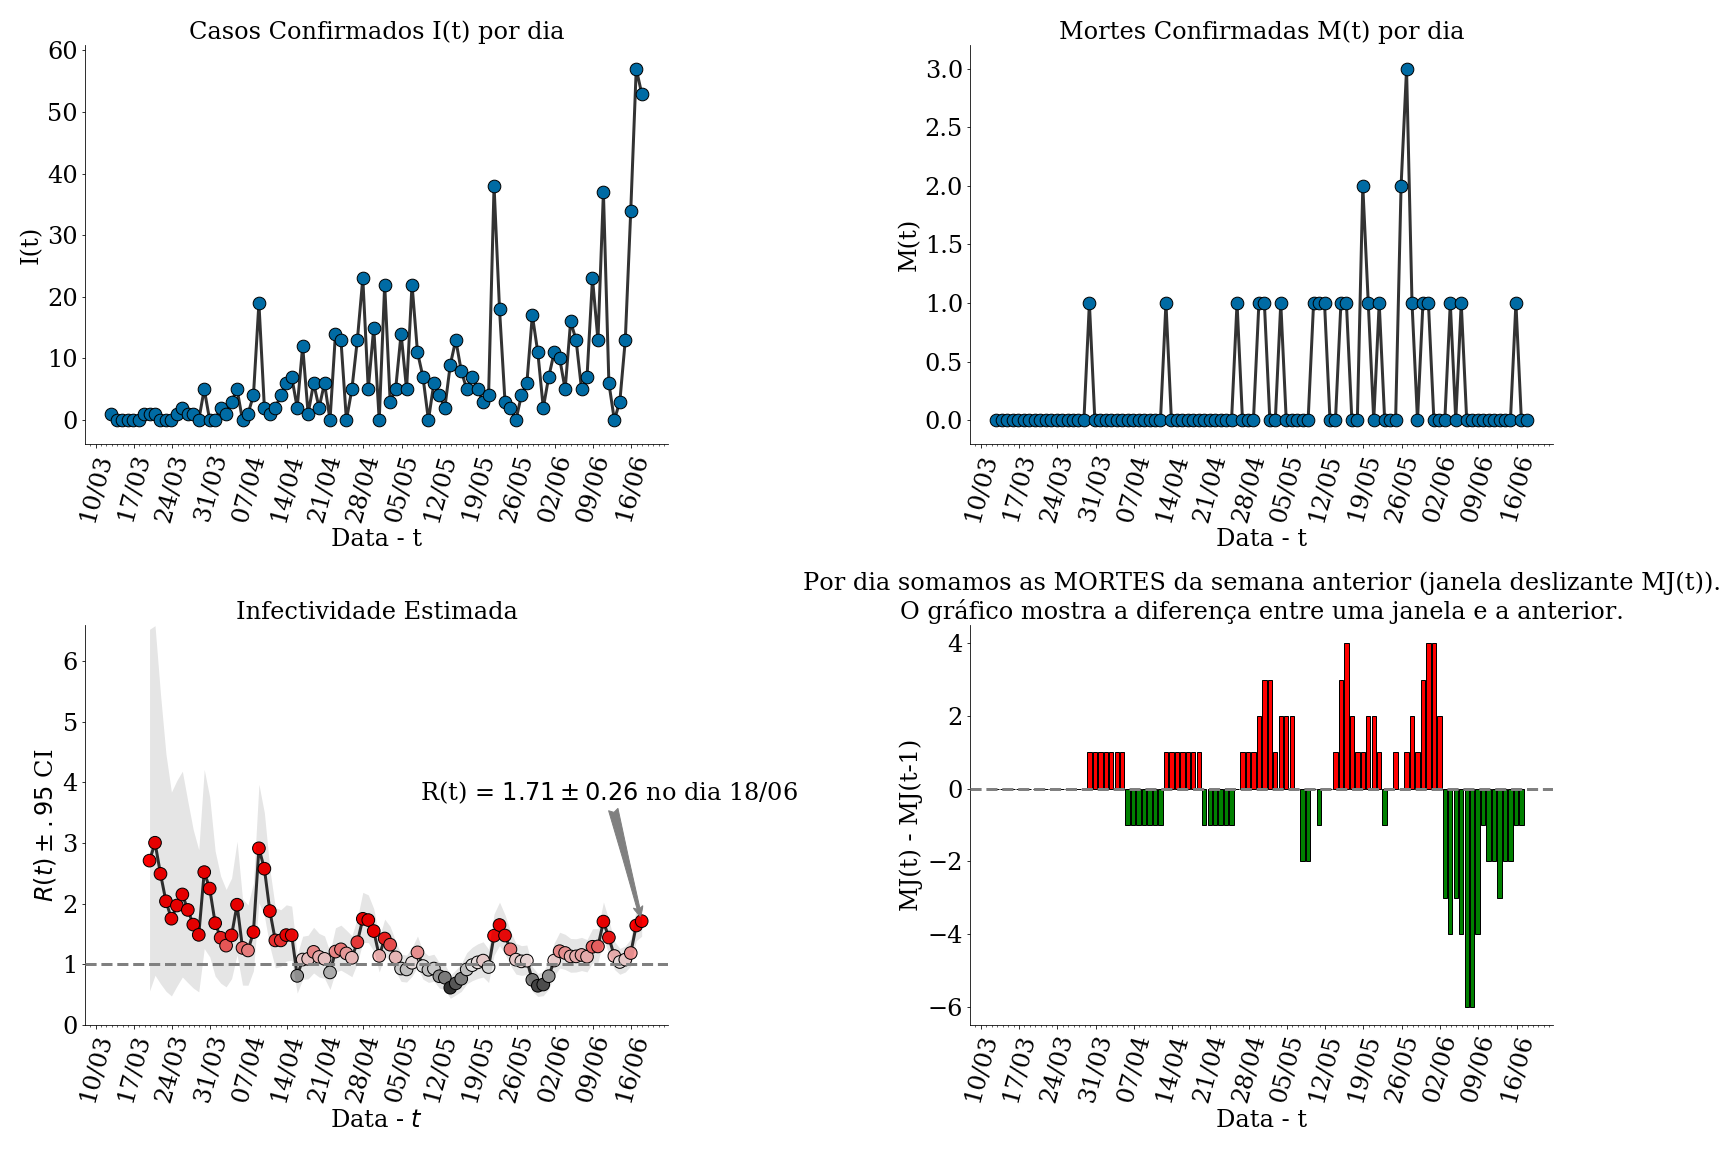 Casos Confirmados I(t) por dia
60
50
40
30
20
10
0
I(t)
10/03 17/03 24/03 31/03 07/04 14/04 21/04 28/04 05/05 12/05 19/05 26/05 02/06 09/06 16/06
Data - t
Mortes Confirmadas M(t) por dia
3.0
2.5
2.0
1.5
1.0
0.5
0.0
M(t)
10/03 17/03 24/03 31/03 07/04 14/04 21/04 28/04 05/05 12/05 19/05 26/05 02/06 09/06 16/06
Data - t
Infectividade Estimada
6
5
4
3
2
1
0
R(t) ± .95 CI
R(t) = 1.71 ± 0.26 no dia 18/06
10/03 17/03 24/03 31/03 07/04 14/04 21/04 28/04 05/05 12/05 19/05 26/05 02/06 09/06 16/06
Data - t
Por dia somamos as MORTES da semana anterior (janela deslizante MJ(t)).
O gráfico mostra a diferença entre uma janela e a anterior.
4
2
0
−2
−4
−6
MJ(t) - MJ(t-1)
10/03 17/03 24/03 31/03 07/04 14/04 21/04 28/04 05/05 12/05 19/05 26/05 02/06 09/06 16/06
Data - t